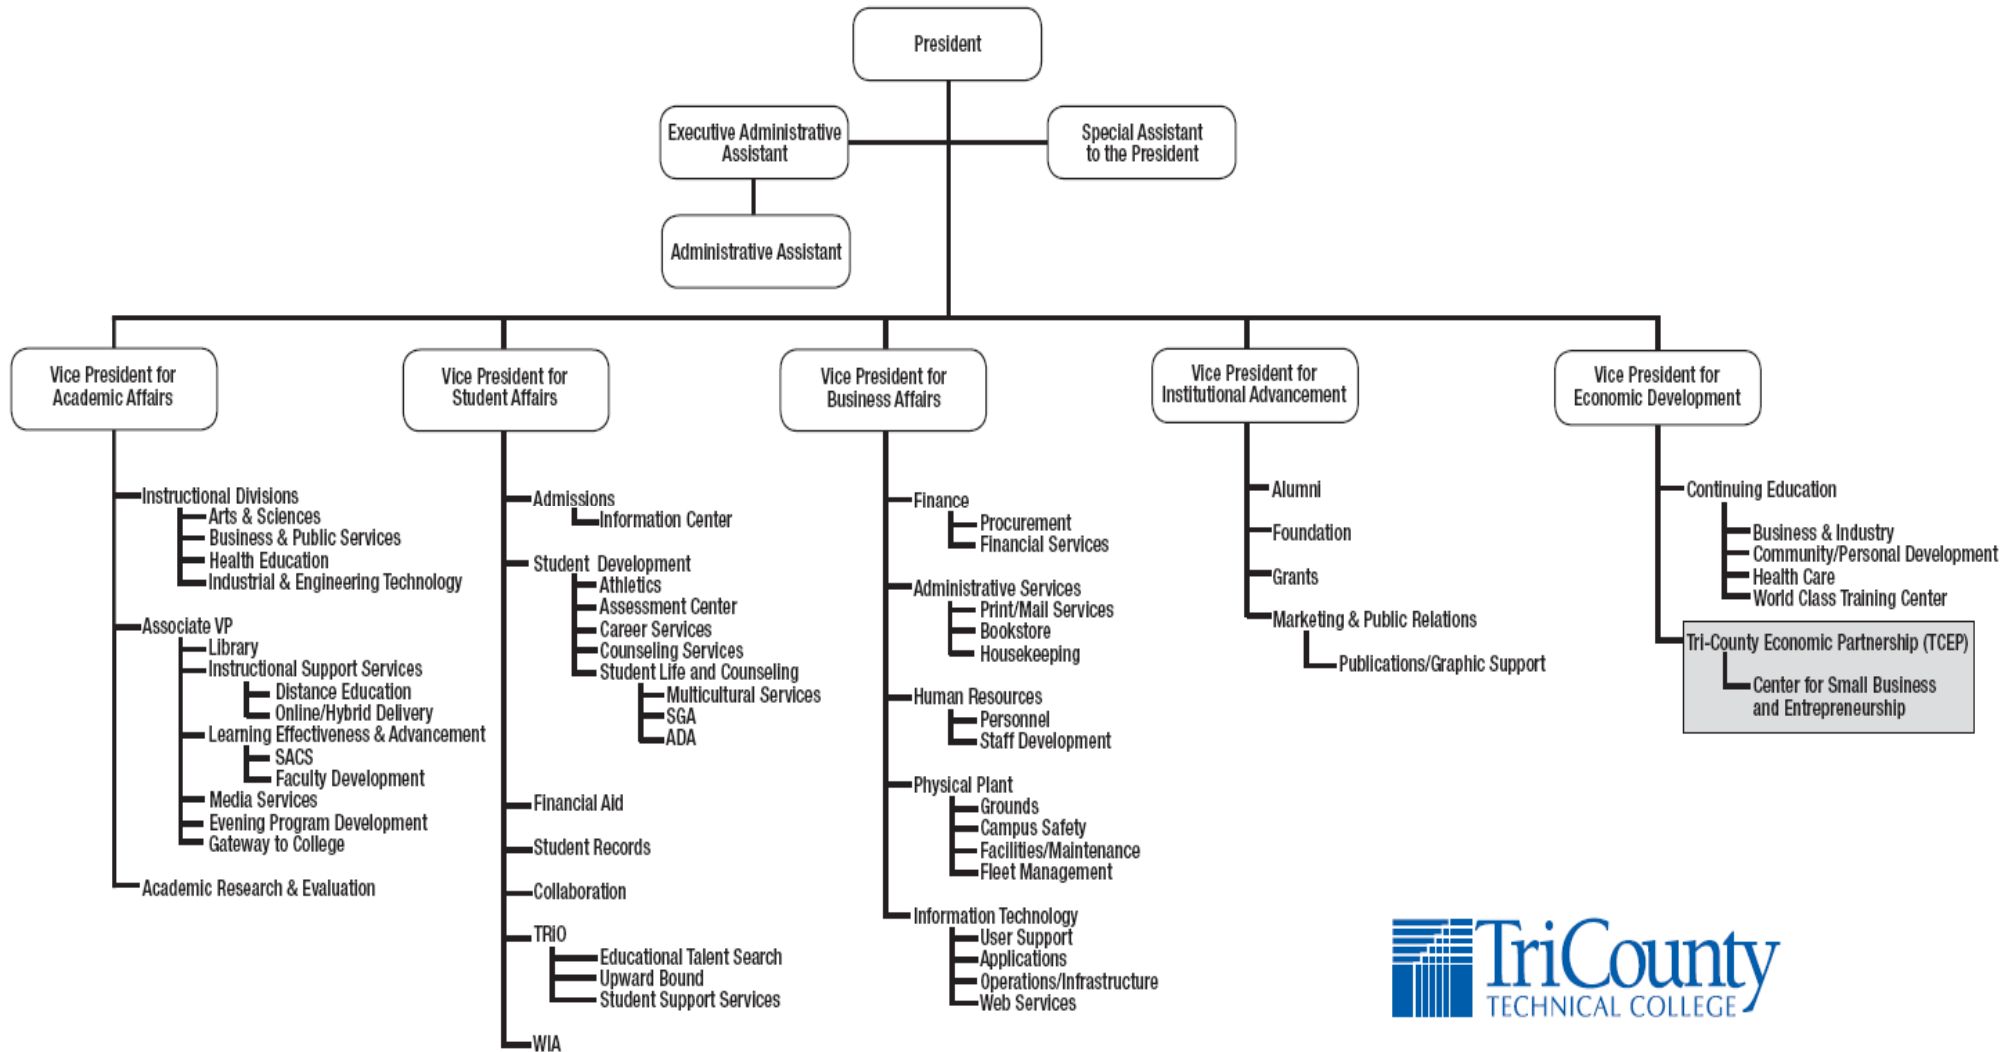 President
Executive Administrative
Assistant
Special Assistant
to the President
Administrative Assistant
Vice President for
Academic Affairs
Instructional Divisions
Arts & Sciences
Business & Public Services
Health Education
Industrial & Engineering Technology
Associate VP
Library
Instructional Support Services
Distance Education
Online/Hybrid Delivery
Learning Effectiveness & Advancement
SACS
Faculty Development
Media Services
Evening Program Development
Gateway to College
Academic Research & Evaluation
Vice President for
Student Affairs
Admissions
Information Center
Student Development
Athletics
Assessment Center
Career Services
Counseling Services
Student Life and Counseling
Multicultural Services
SGA
ADA
Financial Aid
Student Records
Collaboration
TRiO
Educational Talent Search
Upward Bound
Student Support Services
WIA
Vice President for
Business Affairs
Finance
Procurement
Financial Services
Administrative Services
Print/Mail Services
Bookstore
Housekeeping
Human Resources
Personnel
Staff Development
Physical Plant
Grounds
Campus Safety
Facilities/Maintenance
Fleet Management
Information Technology
User Support
Applications
Operations/Infrastructure
Web Services
Vice President for
Institutional Advancement
Alumni
Foundation
Grants
Marketing & Public Relations
Publications/Graphic Support
Vice President for
Economic Development
Continuing Education
Business & Industry
Community/Personal Development
Health Care
World Class Training Center
Tri-County Economic Partnership (TCEP)
Center for Small Business
and Entrepreneurship
TriCounty
TECHNICAL COLLEGE